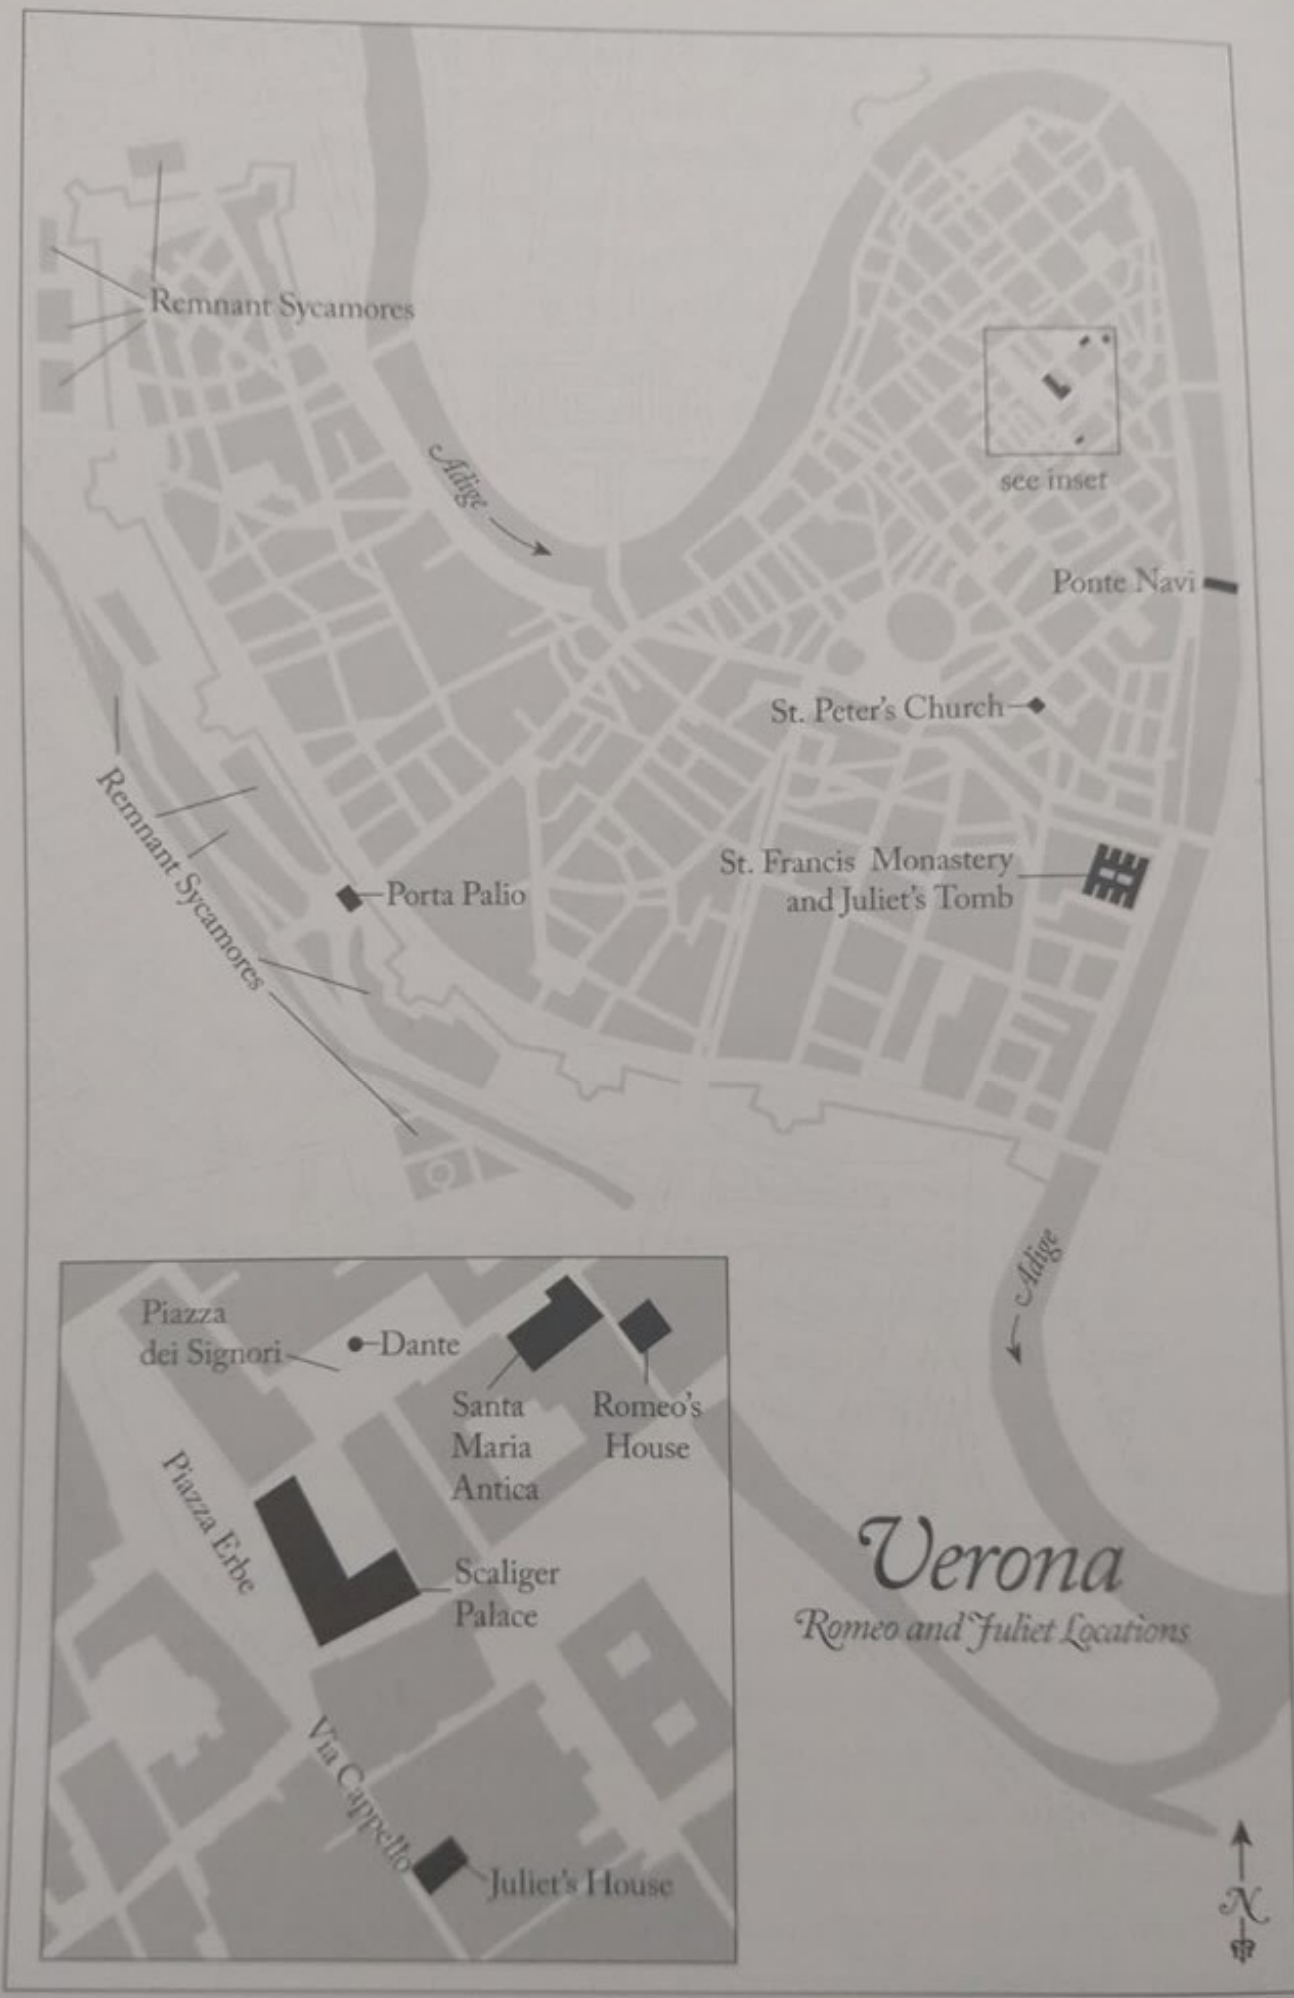 Remnant Sycamores
Adige
see inset
Ponte Navi
St. Peter's Church
St. Francis Monastery
and Juliet's Tomb
Remnant Sycamores
Porta Palio
Adige
Piazza
dei Signori
Dante
Santa
Maria
Antica
Romeo's
House
Piazza Erbe
Scaliger
Palace
Via Cappello
Juliet's House
Verona
Romeo and Juliet Locations
N